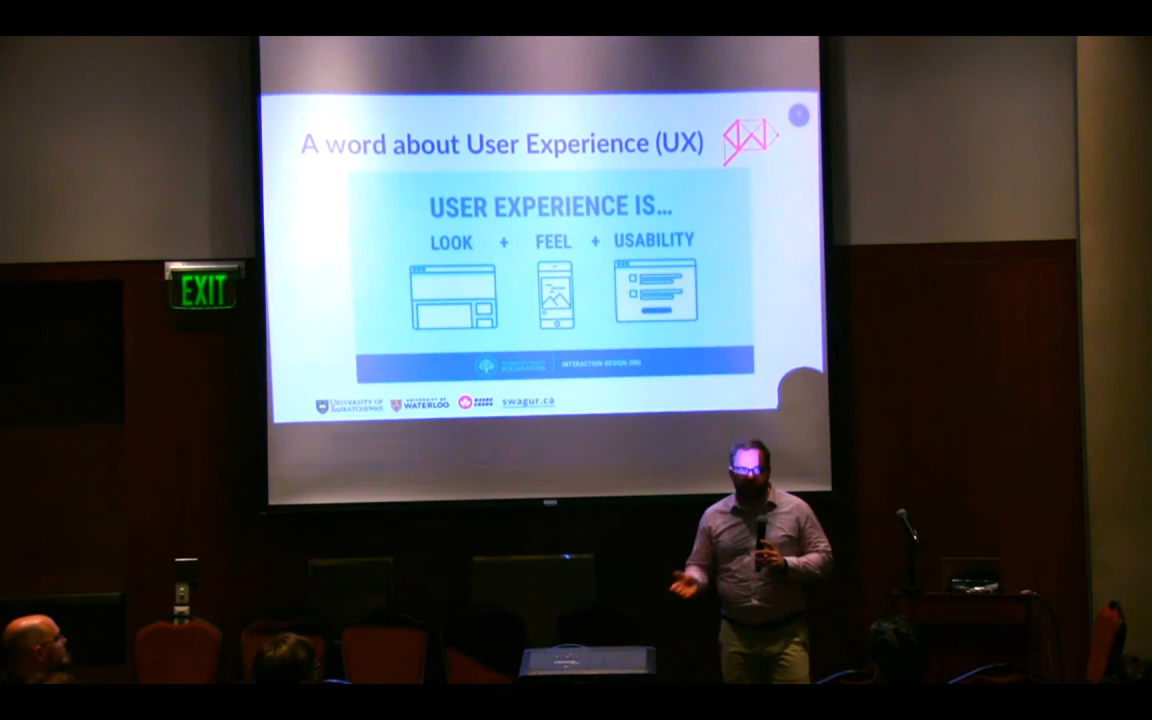 A word about User Experience (UX)
USER EXPERIENCE IS...
LOOK + FEEL + USABILITY
FOUNDATION
INTERACTION-DESIGN.ORG
UNIVERSITY OF
SASKATCHEWAN
UNIVERSITY OF
WATERLOO
swagur.ca
EXIT